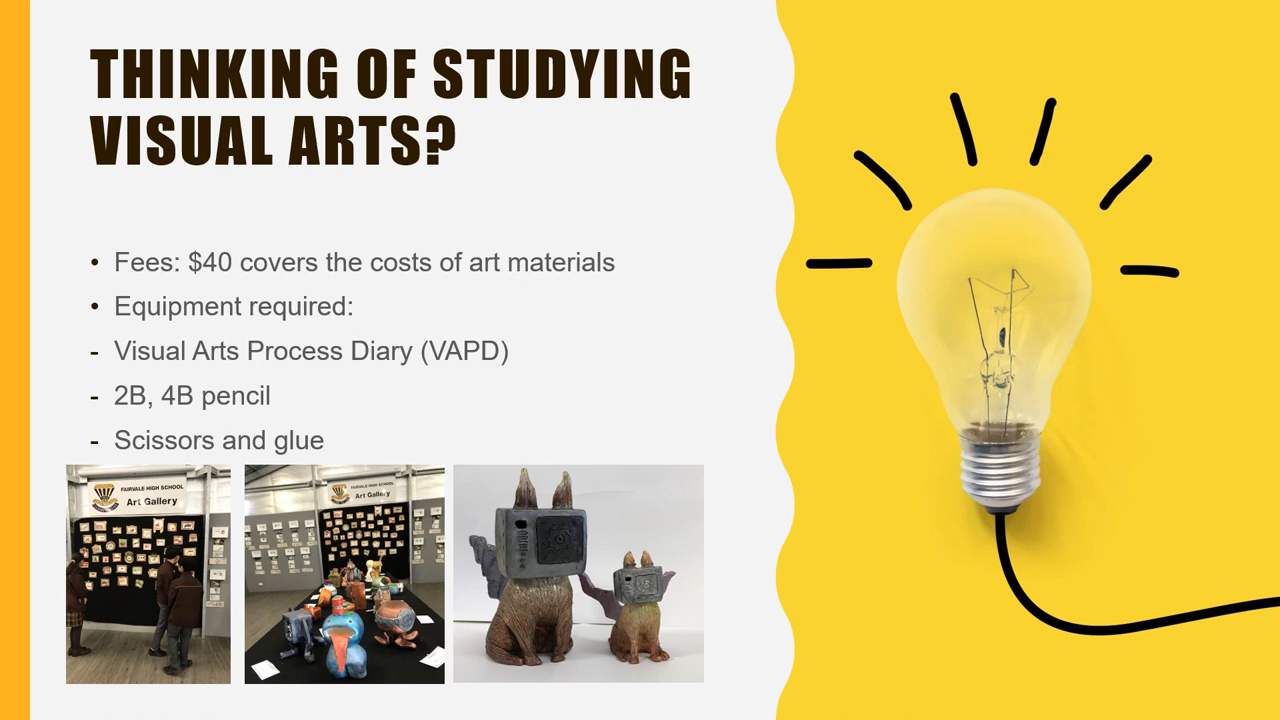 THINKING OF STUDYING
VISUAL ARTS?
• Fees: $40 covers the costs of art materials
• Equipment required:
- Visual Arts Process Diary (VAPD)
- 2B, 4B pencil
- Scissors and glue
FAIRVALE HIGH SCHOOL
Art Gallery
FAIRVALE HIGH SCHOOL
Art Gallery